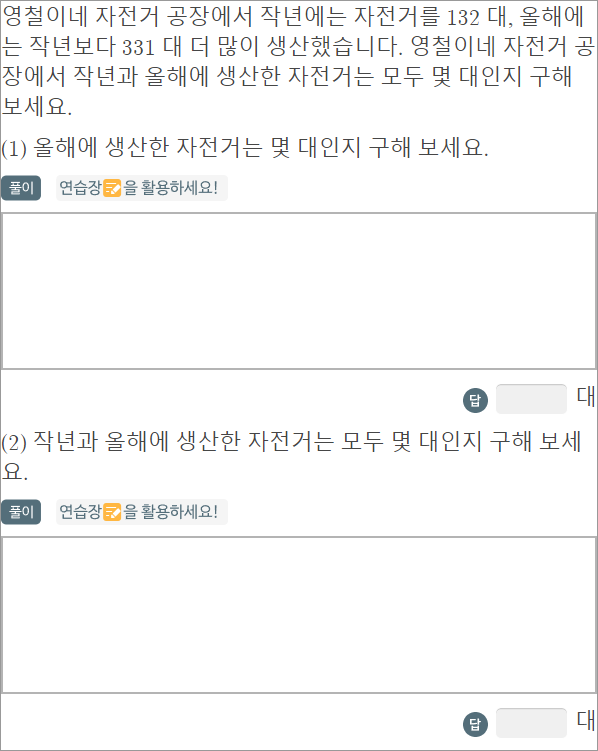 영철이네 자전거 공장에서 작년에는 자전거를 132 대, 올해에
는 작년보다 331 대 더 많이 생산했습니다. 영철이네 자전거 공
장에서 작년과 올해에 생산한 자전거는 모두 몇 대인지 구해
보세요.
(1) 올해에 생산한 자전거는 몇 대인지 구해 보세요.
풀이 연습장을 활용하세요!
답 대
(2) 작년과 올해에 생산한 자전거는 모두 몇 대인지 구해 보세
요.
풀이 연습장을 활용하세요!
답 대